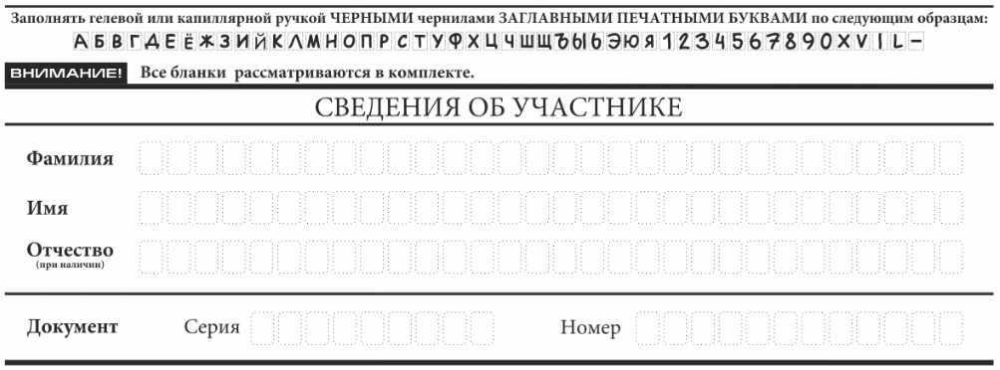 Заполнять гелевой или капиллярной ручкой ЧЕРНЫМИ чернилами ЗАГЛАВНЫМИ ПЕЧАТНЫМИ БУКВАМИ по следующим образцам:
А Б В Г Д Е Ё Ж З И Й К Л М Н О П Р С Т У Ф Х Ц Ч Ш Щ Ъ Ы Ь Э Ю Я 1 2 3 4 5 6 7 8 9 0 X V I L –
ВНИМАНИЕ! Все бланки рассматриваются в комплекте.
СВЕДЕНИЯ ОБ УЧАСТНИКЕ
Фамилия
Имя
Отчество
(при наличии)
Документ Серия Номер